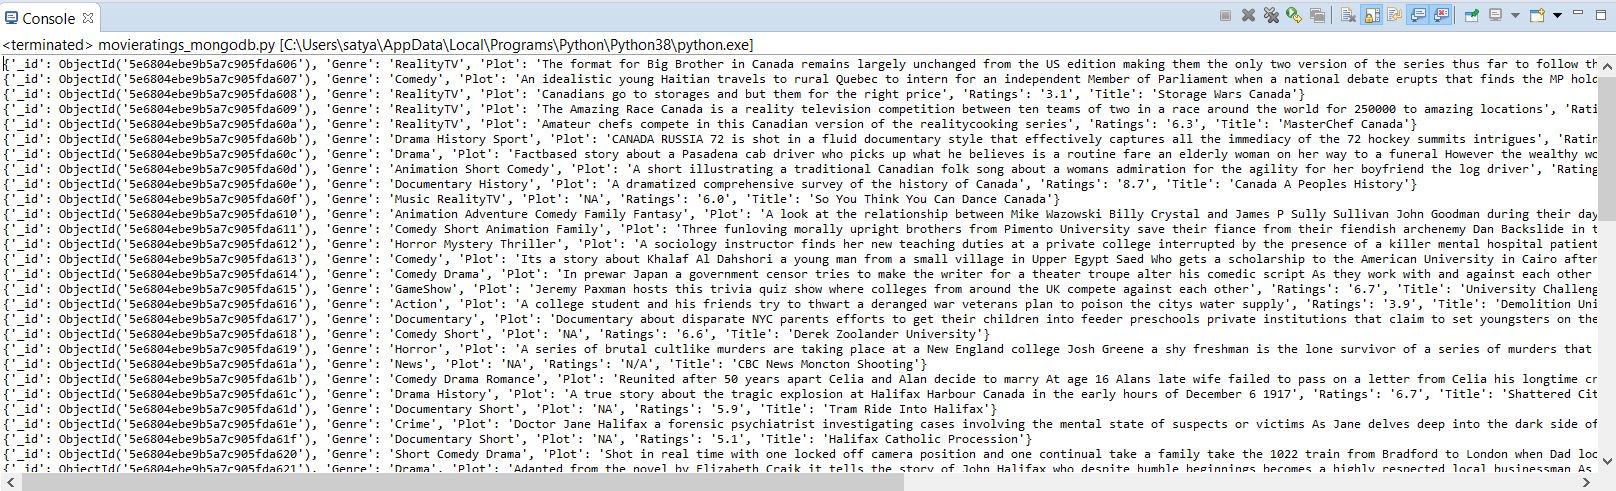 Console
<terminated> movieratings_mongodb.py [C:\Users\satya\AppData\Local\Programs\Python\Python38\python.exe]
{'_id': ObjectId('5e6804ebe9b5a7c905fda606'), 'Genre': 'RealityTV', 'Plot': 'The format for Big Brother in Canada remains largely unchanged from the US edition making them the only two version of the series thus far to follow th
{'_id': ObjectId('5e6804ebe9b5a7c905fda607'), 'Genre': 'Comedy', 'Plot': 'An idealistic young Haitian travels to rural Quebec to intern for an independent Member of Parliament when a national debate erupts that finds the MP hold
{'_id': ObjectId('5e6804ebe9b5a7c905fda608'), 'Genre': 'RealityTV', 'Plot': 'Canadians go to storages and but them for the right price', 'Ratings': '3.1', 'Title': 'Storage Wars Canada'}
{'_id': ObjectId('5e6804ebe9b5a7c905fda609'), 'Genre': 'RealityTV', 'Plot': 'The Amazing Race Canada is a reality television competition between ten teams of two in a race around the world for 250000 to amazing locations', 'Rati
{'_id': ObjectId('5e6804ebe9b5a7c905fda60a'), 'Genre': 'RealityTV', 'Plot': 'Amateur chefs compete in this Canadian version of the realitycooking series', 'Ratings': '6.3', 'Title': 'MasterChef Canada'}
{'_id': ObjectId('5e6804ebe9b5a7c905fda60b'), 'Genre': 'Drama History Sport', 'Plot': 'CANADA RUSSIA 72 is shot in a fluid documentary style that effectively captures all the immediacy of the 72 hockey summits intrigues', 'Ratin
{'_id': ObjectId('5e6804ebe9b5a7c905fda60c'), 'Genre': 'Drama', 'Plot': 'Factbased story about a Pasadena cab driver who picks up what he believes is a routine fare an elderly woman on her way to a funeral However the wealthy wo
{'_id': ObjectId('5e6804ebe9b5a7c905fda60d'), 'Genre': 'Animation Short Comedy', 'Plot': 'A short illustrating a traditional Canadian folk song about a womans admiration for the agility for her boyfriend the log driver', 'Rating
{'_id': ObjectId('5e6804ebe9b5a7c905fda60e'), 'Genre': 'Documentary History', 'Plot': 'A dramatized comprehensive survey of the history of Canada', 'Ratings': '8.7', 'Title': 'Canada A Peoples History'}
{'_id': ObjectId('5e6804ebe9b5a7c905fda60f'), 'Genre': 'Music RealityTV', 'Plot': 'NA', 'Ratings': '6.0', 'Title': 'So You Think You Can Dance Canada'}
{'_id': ObjectId('5e6804ebe9b5a7c905fda610'), 'Genre': 'Animation Adventure Comedy Family Fantasy', 'Plot': 'A look at the relationship between Mike Wazowski Billy Crystal and James P Sully Sullivan John Goodman during their day
{'_id': ObjectId('5e6804ebe9b5a7c905fda611'), 'Genre': 'Comedy Short Animation Family', 'Plot': 'Three funloving morally upright brothers from Pimento University save their fiance from their fiendish archenemy Dan Backslide in t
{'_id': ObjectId('5e6804ebe9b5a7c905fda612'), 'Genre': 'Horror Mystery Thriller', 'Plot': 'A sociology instructor finds her new teaching duties at a private college interrupted by the presence of a killer mental hospital patient
{'_id': ObjectId('5e6804ebe9b5a7c905fda613'), 'Genre': 'Comedy', 'Plot': 'Its a story about Khalaf Al Dahshori a young man from a small village in Upper Egypt Saed Who gets a scholarship to the American University in Cairo after
{'_id': ObjectId('5e6804ebe9b5a7c905fda614'), 'Genre': 'Comedy Drama', 'Plot': 'In prewar Japan a government censor tries to make the writer for a theater troupe alter his comedic script As they work with and against each other
{'_id': ObjectId('5e6804ebe9b5a7c905fda615'), 'Genre': 'GameShow', 'Plot': 'Jeremy Paxman hosts this trivia quiz show where colleges from around the UK compete against each other', 'Ratings': '6.7', 'Title': 'University Challeng
{'_id': ObjectId('5e6804ebe9b5a7c905fda616'), 'Genre': 'Action', 'Plot': 'A college student and his friends try to thwart a deranged war veterans plan to poison the citys water supply', 'Ratings': '3.9', 'Title': 'Demolition Uni
{'_id': ObjectId('5e6804ebe9b5a7c905fda617'), 'Genre': 'Documentary', 'Plot': 'Documentary about disparate NYC parents efforts to get their children into feeder preschools private institutions that claim to set youngsters on the
{'_id': ObjectId('5e6804ebe9b5a7c905fda618'), 'Genre': 'Comedy Short', 'Plot': 'NA', 'Ratings': '6.6', 'Title': 'Derek Zoolander University'}
{'_id': ObjectId('5e6804ebe9b5a7c905fda619'), 'Genre': 'Horror', 'Plot': 'A series of brutal cultlike murders are taking place at a New England college Josh Greene a shy freshman is the lone survivor of a series of murders that
{'_id': ObjectId('5e6804ebe9b5a7c905fda61a'), 'Genre': 'News', 'Plot': 'NA', 'Ratings': 'N/A', 'Title': 'CBC News Moncton Shooting'}
{'_id': ObjectId('5e6804ebe9b5a7c905fda61b'), 'Genre': 'Comedy Drama Romance', 'Plot': 'Reunited after 50 years apart Celia and Alan decide to marry At age 16 Alans late wife failed to pass on a letter from Celia his longtime cr
{'_id': ObjectId('5e6804ebe9b5a7c905fda61c'), 'Genre': 'Drama History', 'Plot': 'A true story about the tragic explosion at Halifax Harbour Canada in the early hours of December 6 1917', 'Ratings': '6.7', 'Title': 'Shattered Cit
{'_id': ObjectId('5e6804ebe9b5a7c905fda61d'), 'Genre': 'Documentary Short', 'Plot': 'NA', 'Ratings': '5.9', 'Title': 'Tram Ride Into Halifax'}
{'_id': ObjectId('5e6804ebe9b5a7c905fda61e'), 'Genre': 'Crime', 'Plot': 'Doctor Jane Halifax a forensic psychiatrist investigating cases involving the mental state of suspects or victims As Jane delves deep into the dark side of
{'_id': ObjectId('5e6804ebe9b5a7c905fda61f'), 'Genre': 'Documentary Short', 'Plot': 'NA', 'Ratings': '5.1', 'Title': 'Halifax Catholic Procession'}
{'_id': ObjectId('5e6804ebe9b5a7c905fda620'), 'Genre': 'Short Comedy Drama', 'Plot': 'Shot in real time with one locked off camera position and one continual take a family take the 1022 train from Bradford to London when Dad loc
{'_id': ObjectId('5e6804ebe9b5a7c905fda621'), 'Genre': 'Drama', 'Plot': 'Adapted from the novel by Elizabeth Craik it tells the story of John Halifax who despite humble beginnings becomes a highly respected local businessman As